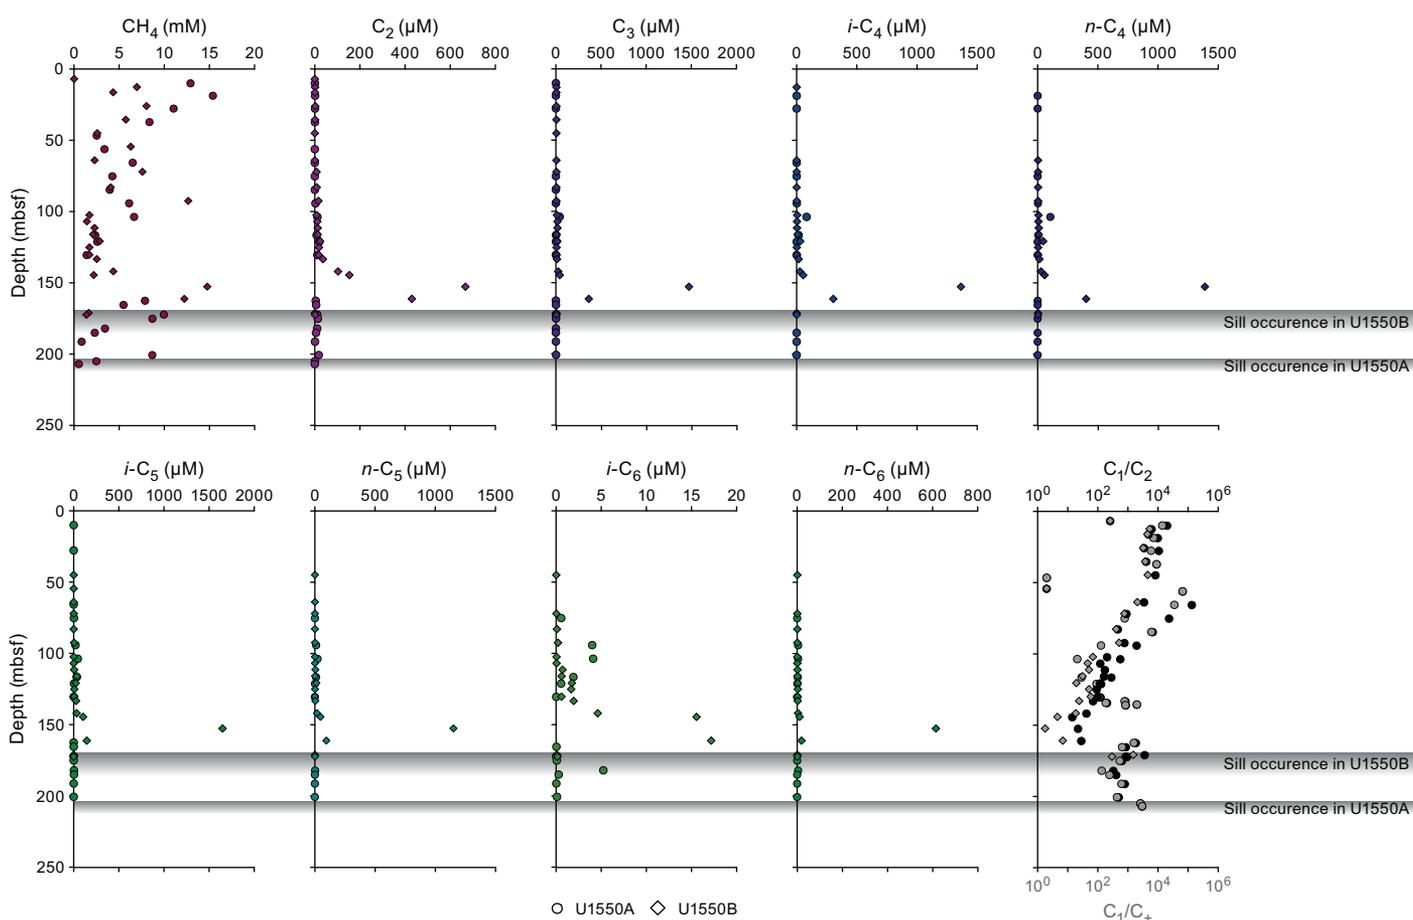 CH4 (mM) C2 (µM) C3 (µM) i-C4 (µM) n-C4 (µM)
0 5 10 15 20 0 200 400 600 800 0 500 1000 1500 2000 0 500 1000 1500 0 500 1000 1500
0
50
100
150
200
250
Depth (mbsf)
Sill occurence in U1550B
Sill occurence in U1550A
i-C5 (µM) n-C5 (µM) i-C6 (µM) n-C6 (µM) C1/C2
0 500 1000 1500 2000 0 500 1000 1500 0 5 10 15 20 0 200 400 600 800 10^0 10^2 10^4 10^6
0
50
100
150
200
250
Depth (mbsf)
Sill occurence in U1550B
Sill occurence in U1550A
10^0 10^2 10^4 10^6
C1/C+
U1550A U1550B